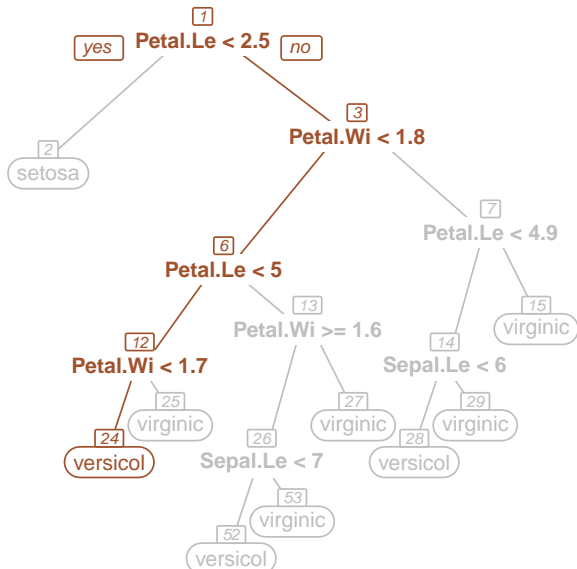 1
yes Petal.Le < 2.5 no
3
2
Petal.Wi < 1.8
setosa
7
Petal.Le < 4.9
6
Petal.Le < 5
13
15
Petal.Wi >= 1.6
virginic
12
14
Petal.Wi < 1.7
Sepal.Le < 6
25
27
29
virginic
virginic
virginic
24
26
28
versicol
Sepal.Le < 7
versicol
53
virginic
52
versicol